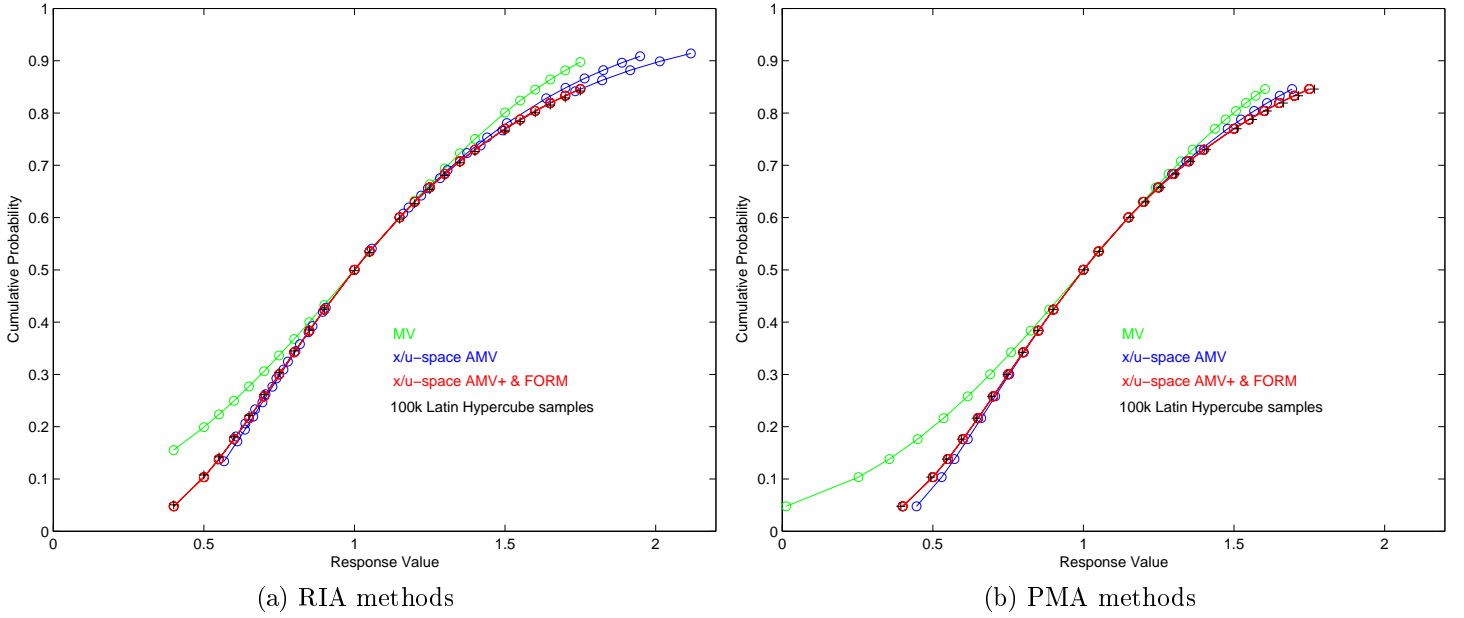 1
0.9
0.8
0.7
0.6
0.5
0.4
0.3
0.2
0.1
0
Cumulative Probability
MV
x/u−space AMV
x/u−space AMV+ & FORM
100k Latin Hypercube samples
0 0.5 1 1.5 2
Response Value
(a) RIA methods
1
0.9
0.8
0.7
0.6
0.5
0.4
0.3
0.2
0.1
0
Cumulative Probability
MV
x/u−space AMV
x/u−space AMV+ & FORM
100k Latin Hypercube samples
0 0.5 1 1.5 2
Response Value
(b) PMA methods